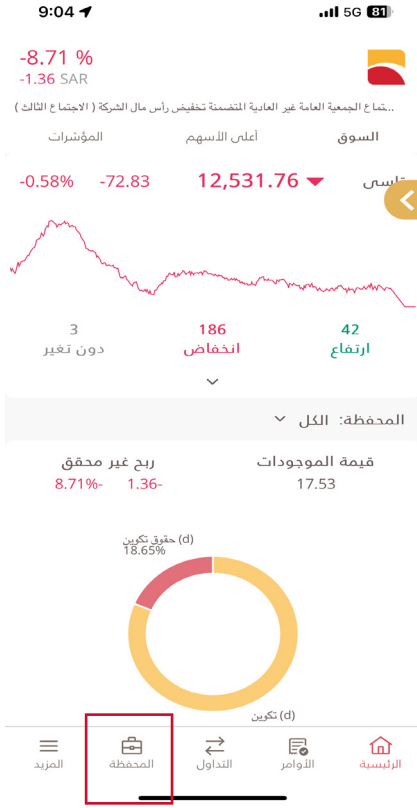 9:04
5G 81
-8.71 %
-1.36 SAR
...تماع الجمعية العامة غير العادية المتضمنة تخفيض رأس مال الشركة ( الاجتماع الثالث )
السوق أعلى الأسهم المؤشرات
تاسي 12,531.76 -72.83 -0.58%
42 186 3
ارتفاع انخفاض دون تغير
المحفظة: الكل
قيمة الموجودات ربح غير محقق
17.53 1.36- 8.71%-
(d) حقوق تكوين
18.65%
(d) تكوين
الرئيسية الأوامر التداول المحفظة المزيد